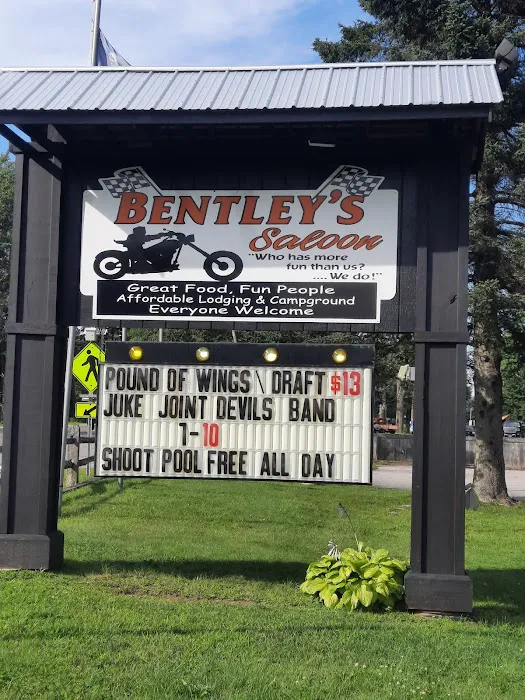 BENTLEY'S
Saloon
"Who has more
fun than us?
....We do!"
Great Food, Fun People
Affordable Lodging & Campground
Everyone Welcome
POUND OF WINGS \ DRAFT $13
JUKE JOINT DEVILS BAND
7-10
SHOOT POOL FREE ALL DAY